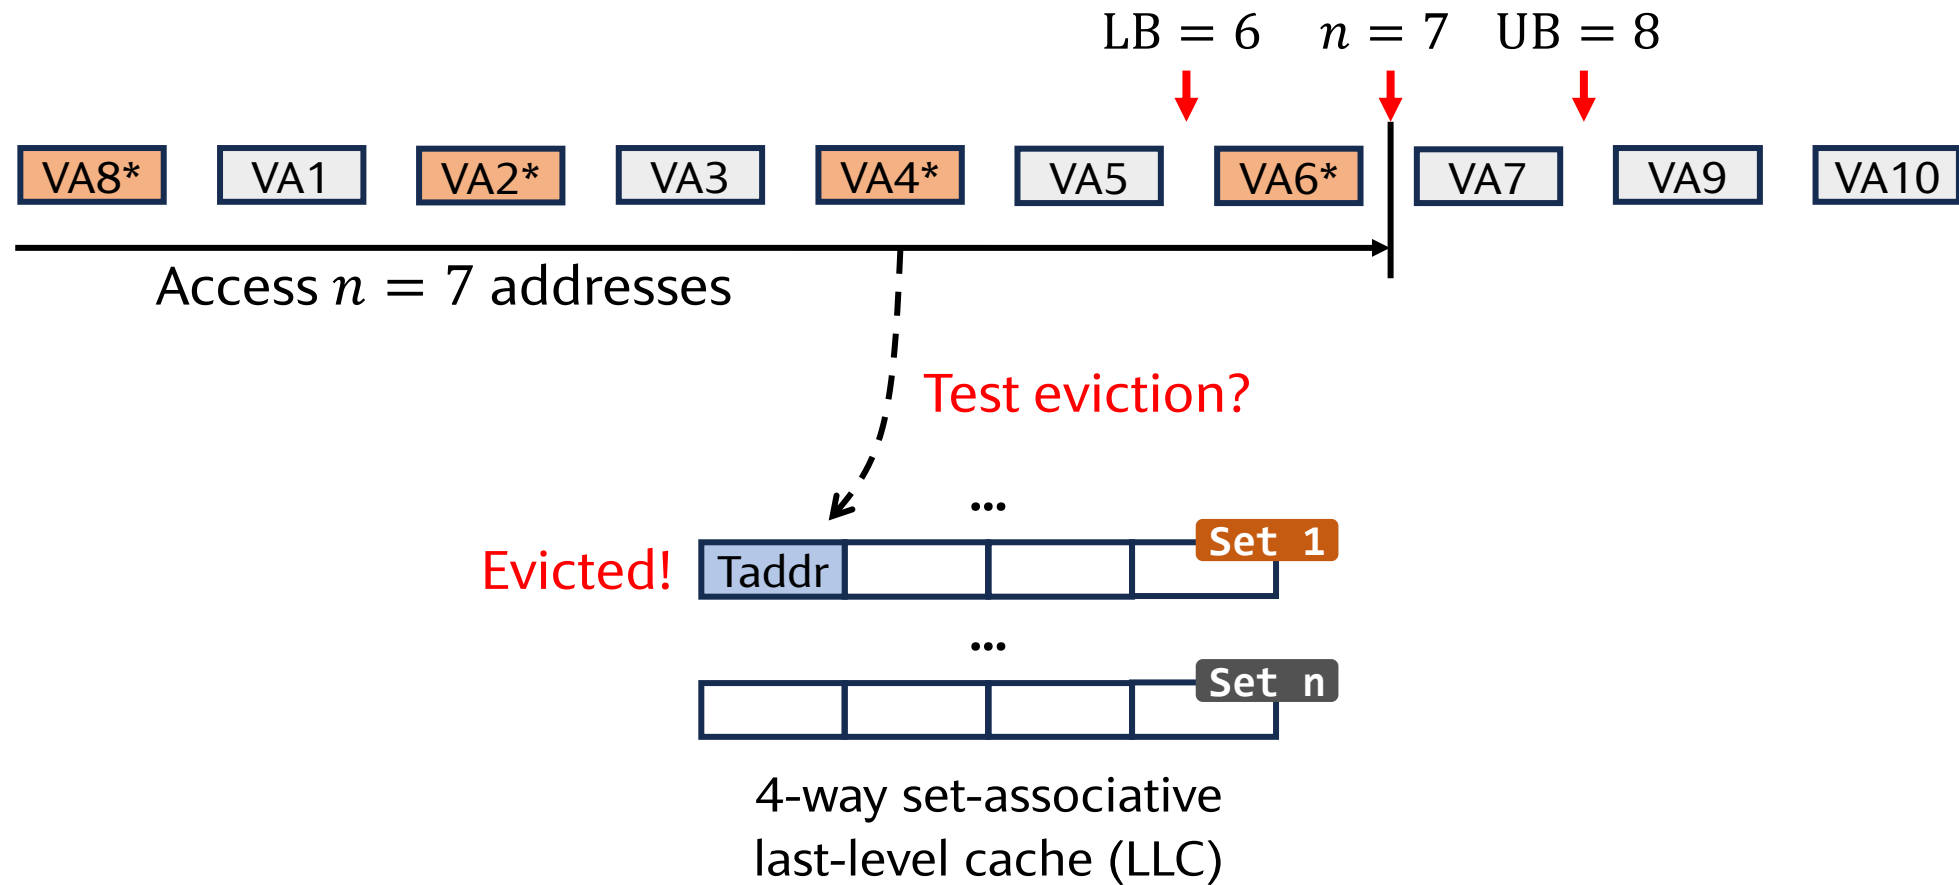 LB = 6 n = 7 UB = 8
VA8* VA1 VA2* VA3 VA4* VA5 VA6* VA7 VA9 VA10
Access n = 7 addresses
Test eviction?
...
Set 1
Evicted! Taddr
...
Set n
4-way set-associative
last-level cache (LLC)